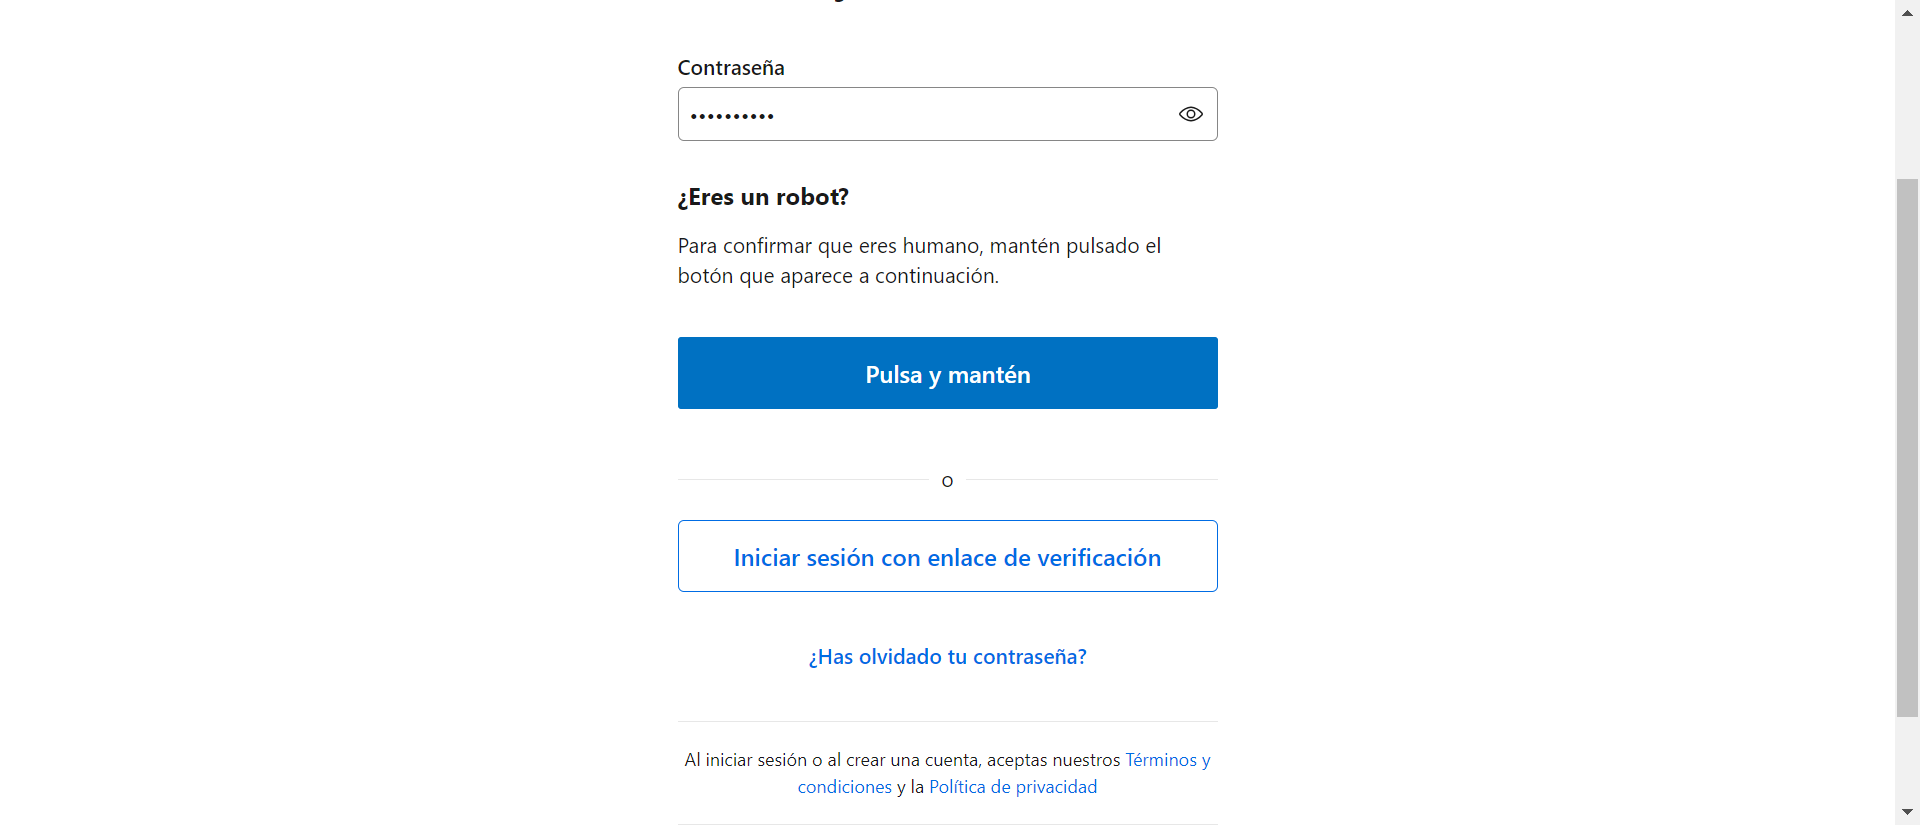 Contraseña
••••••••••
¿Eres un robot?
Para confirmar que eres humano, mantén pulsado el
botón que aparece a continuación.
Pulsa y mantén
o
Iniciar sesión con enlace de verificación
¿Has olvidado tu contraseña?
Al iniciar sesión o al crear una cuenta, aceptas nuestros Términos y
condiciones y la Política de privacidad